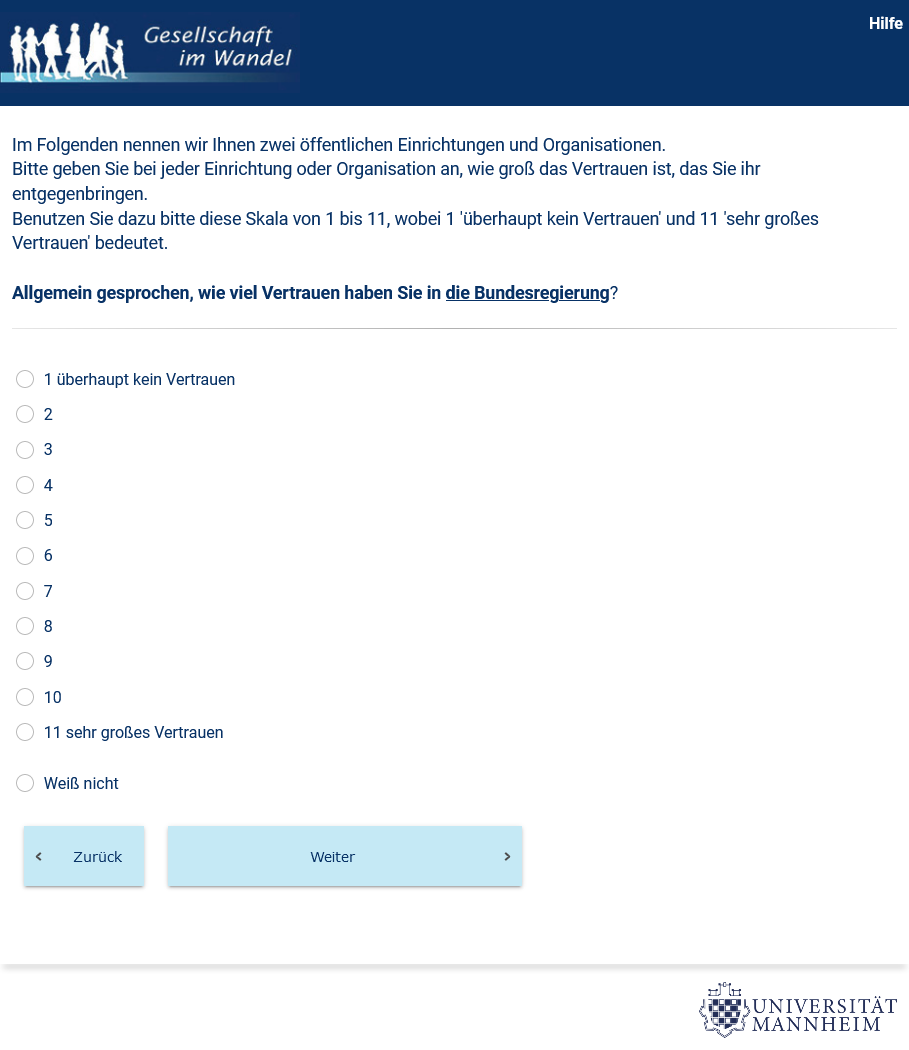 Gesellschaft
im Wandel
Hilfe
Im Folgenden nennen wir Ihnen zwei öffentlichen Einrichtungen und Organisationen.
Bitte geben Sie bei jeder Einrichtung oder Organisation an, wie groß das Vertrauen ist, das Sie ihr
entgegenbringen.
Benutzen Sie dazu bitte diese Skala von 1 bis 11, wobei 1 'überhaupt kein Vertrauen' und 11 'sehr großes
Vertrauen' bedeutet.
Allgemein gesprochen, wie viel Vertrauen haben Sie in die Bundesregierung?
1 überhaupt kein Vertrauen
2
3
4
5
6
7
8
9
10
11 sehr großes Vertrauen
Weiß nicht
‹ Zurück
Weiter ›
UNIVERSITÄT
MANNHEIM